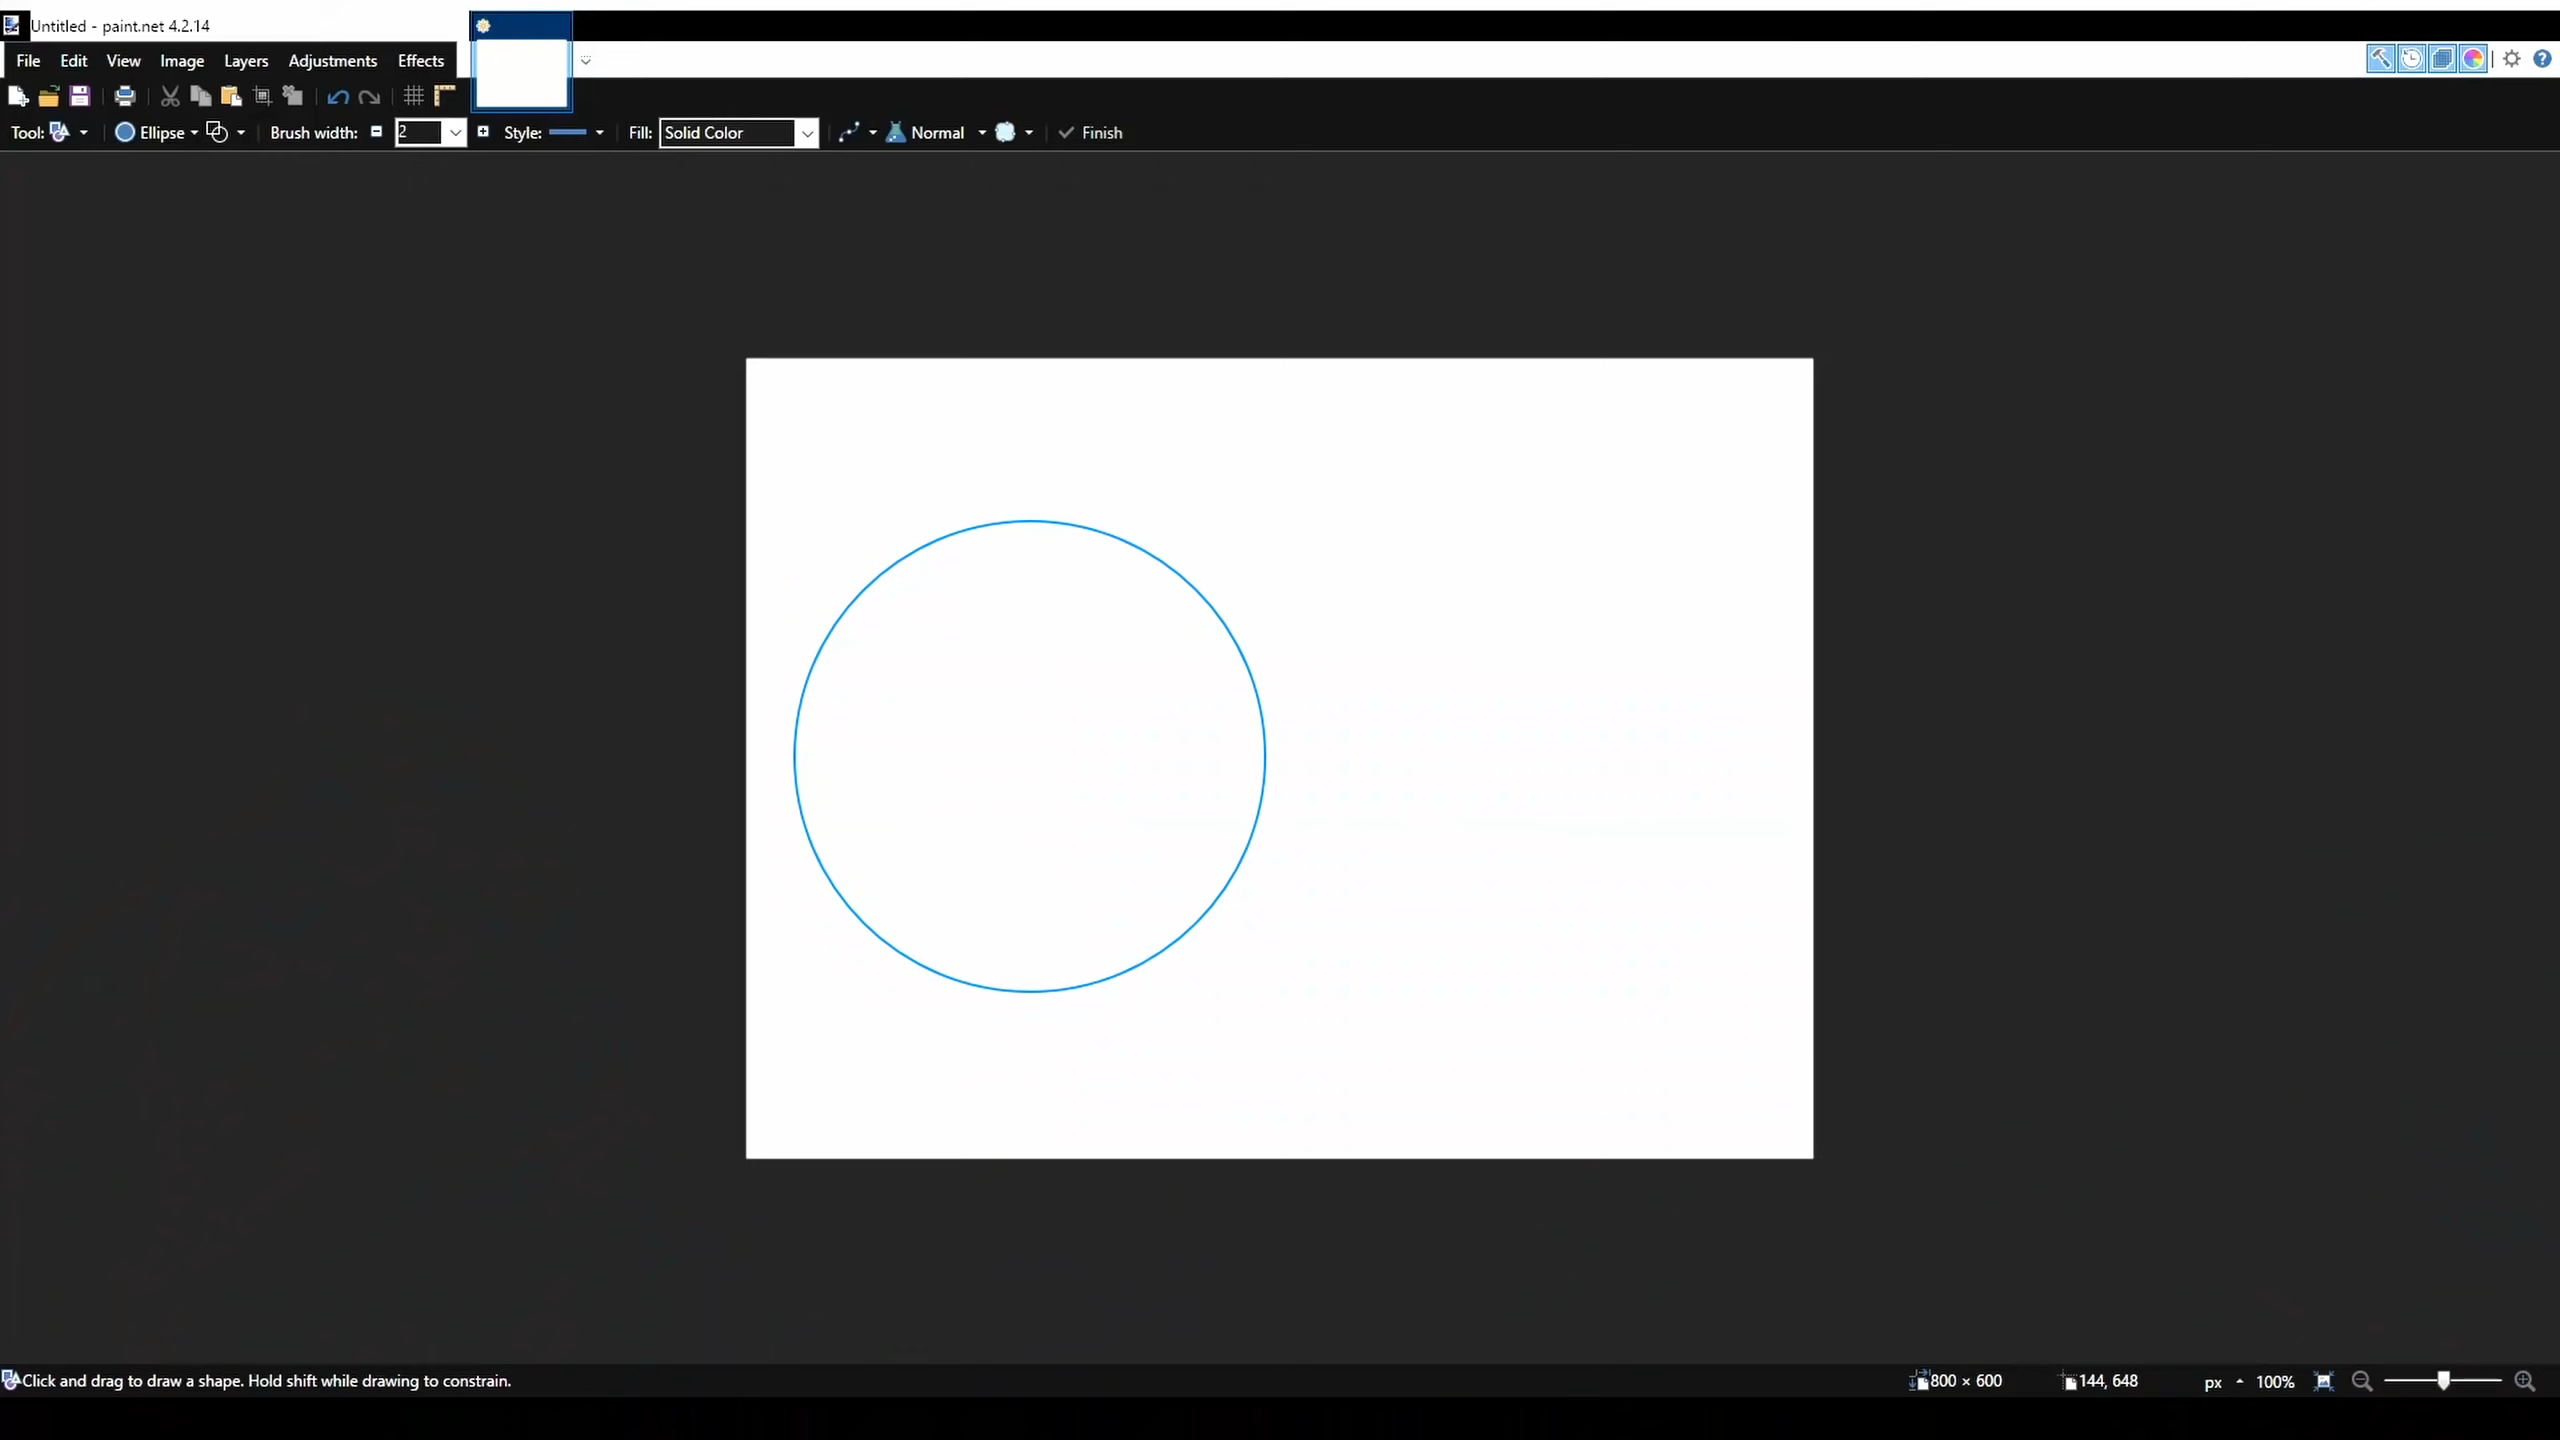 Untitled - paint.net 4.2.14
File Edit View Image Layers Adjustments Effects
Tool: Ellipse Brush width: 2 Style: Fill: Solid Color Normal Finish
Click and drag to draw a shape. Hold shift while drawing to constrain. 800 × 600 144, 648 px 100%